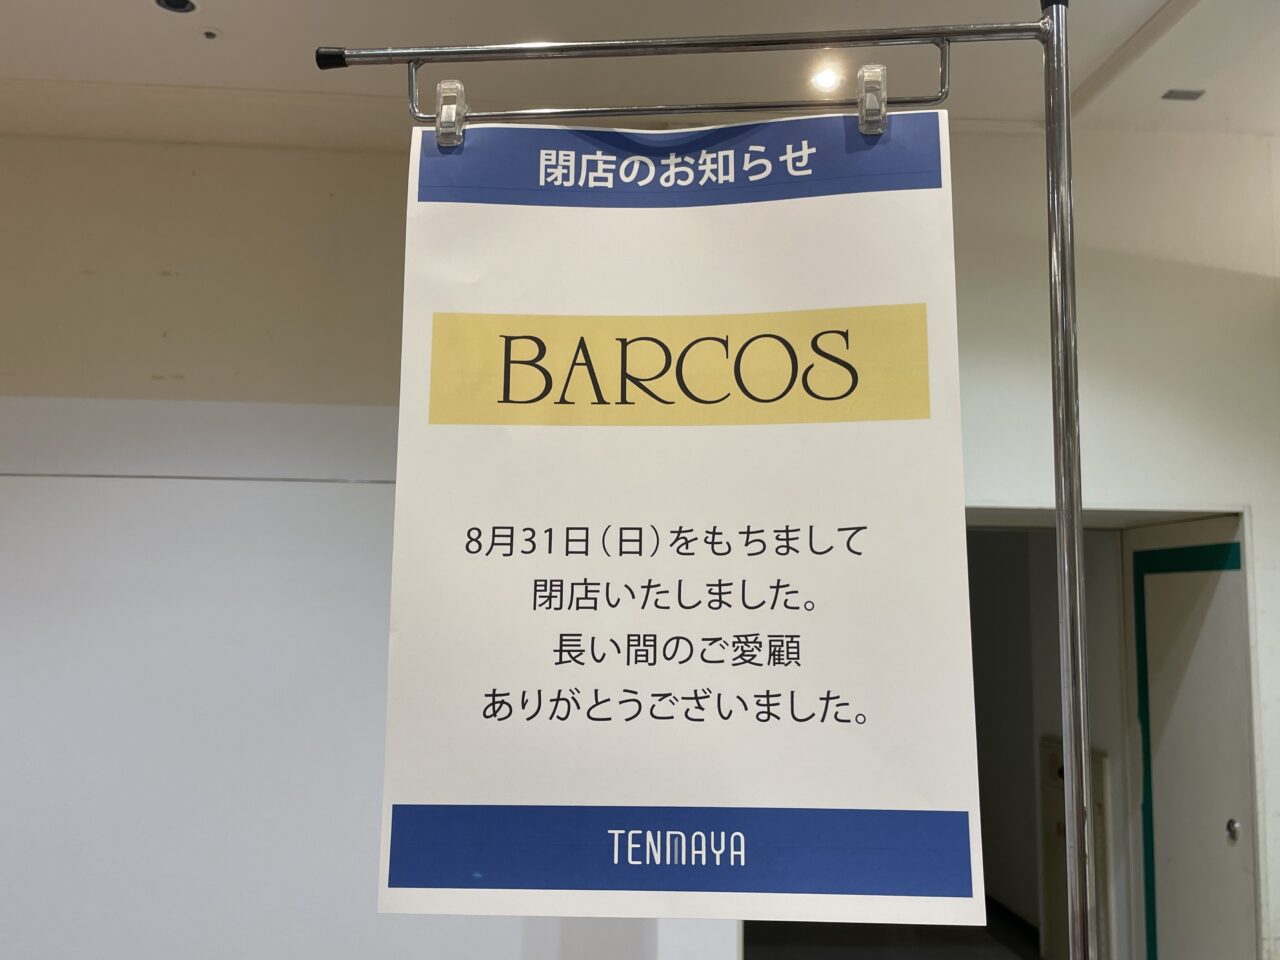 閉店のお知らせ
BARCOS
8月31日(日)をもちまして
閉店いたしました。
長い間のご愛顧
ありがとうございました。
TENMAYA